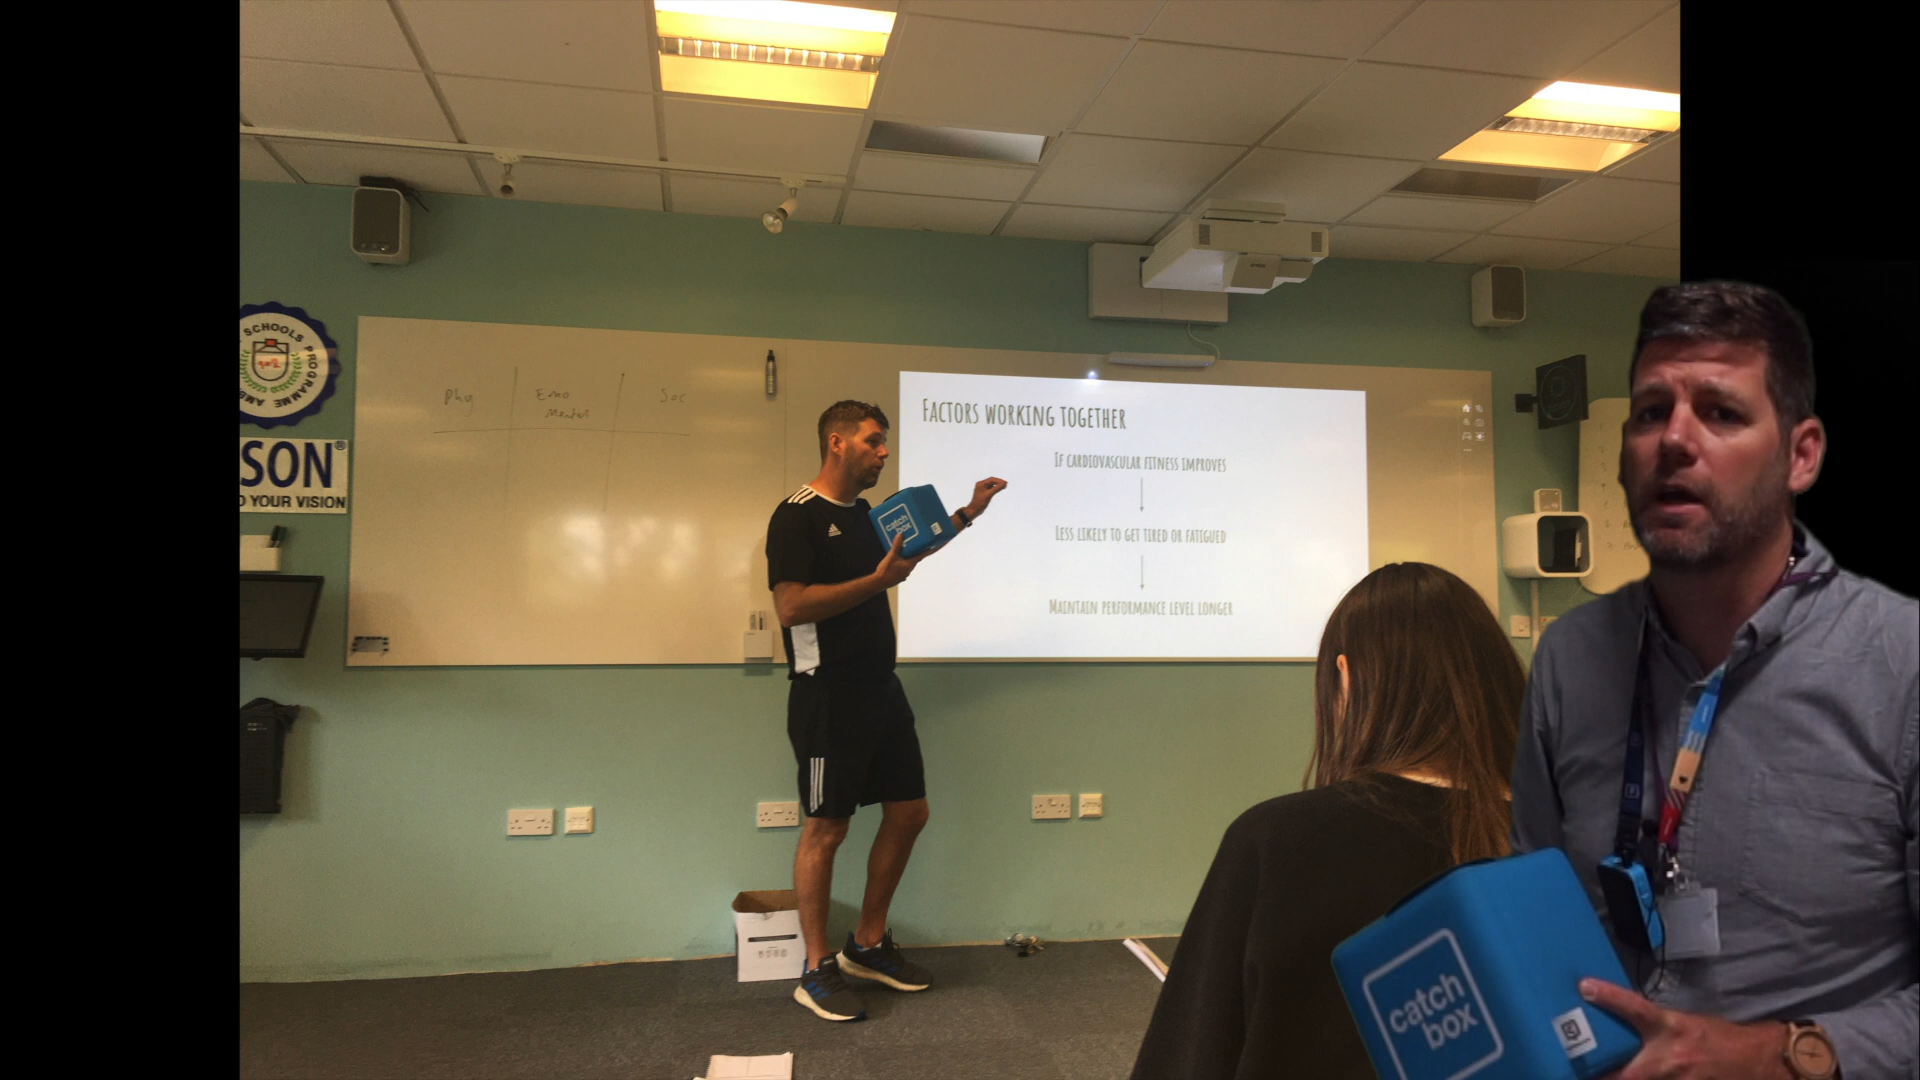 SCHOOLS PROGRAMME AMB
SON®
D YOUR VISION
Phy
Emo
Mental
Soc
FACTORS WORKING TOGETHER
IF CARDIOVASCULAR FITNESS IMPROVES
LESS LIKELY TO GET TIRED OR FATIGUED
MAINTAIN PERFORMANCE LEVEL LONGER
catch
box
catch
box